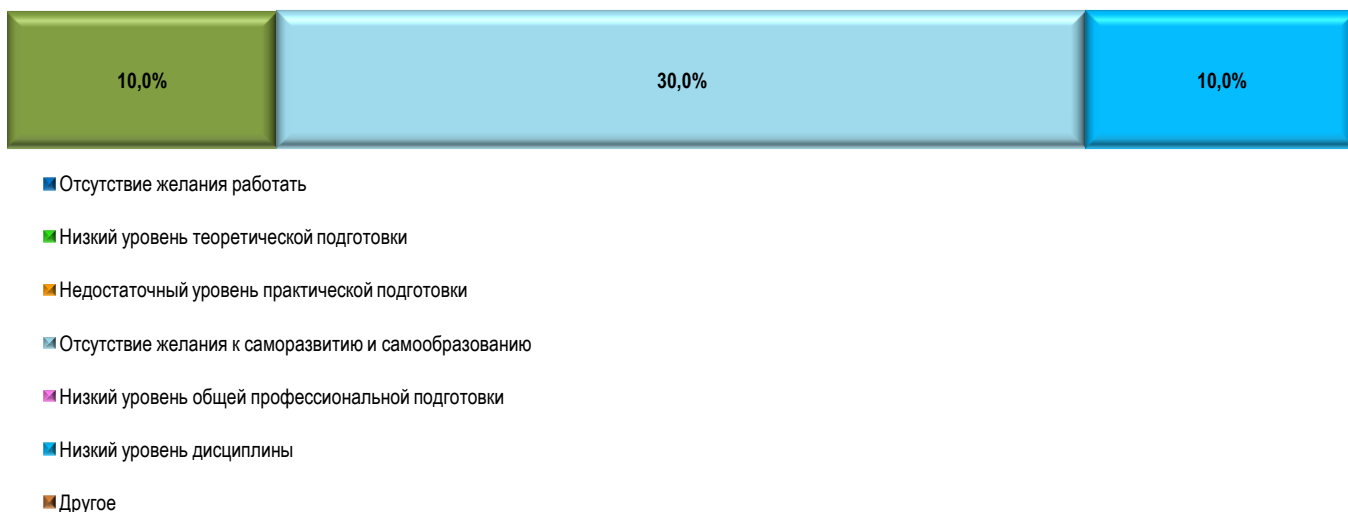 10,0% 30,0% 10,0%
Отсутствие желания работать
Низкий уровень теоретической подготовки
Недостаточный уровень практической подготовки
Отсутствие желания к саморазвитию и самообразованию
Низкий уровень общей профессиональной подготовки
Низкий уровень дисциплины
Другое